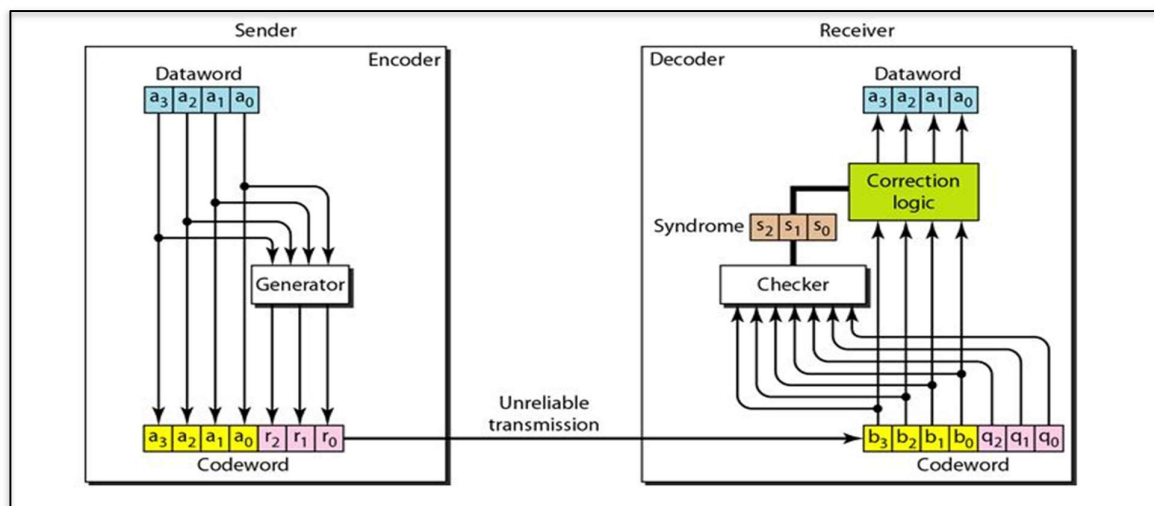 Sender
Receiver
Encoder
Decoder
Dataword
a3 a2 a1 a0
Dataword
a3 a2 a1 a0
Correction
logic
Syndrome
s2 s1 s0
Generator
Checker
Unreliable
transmission
a3 a2 a1 a0 r2 r1 r0
Codeword
b3 b2 b1 b0 q2 q1 q0
Codeword